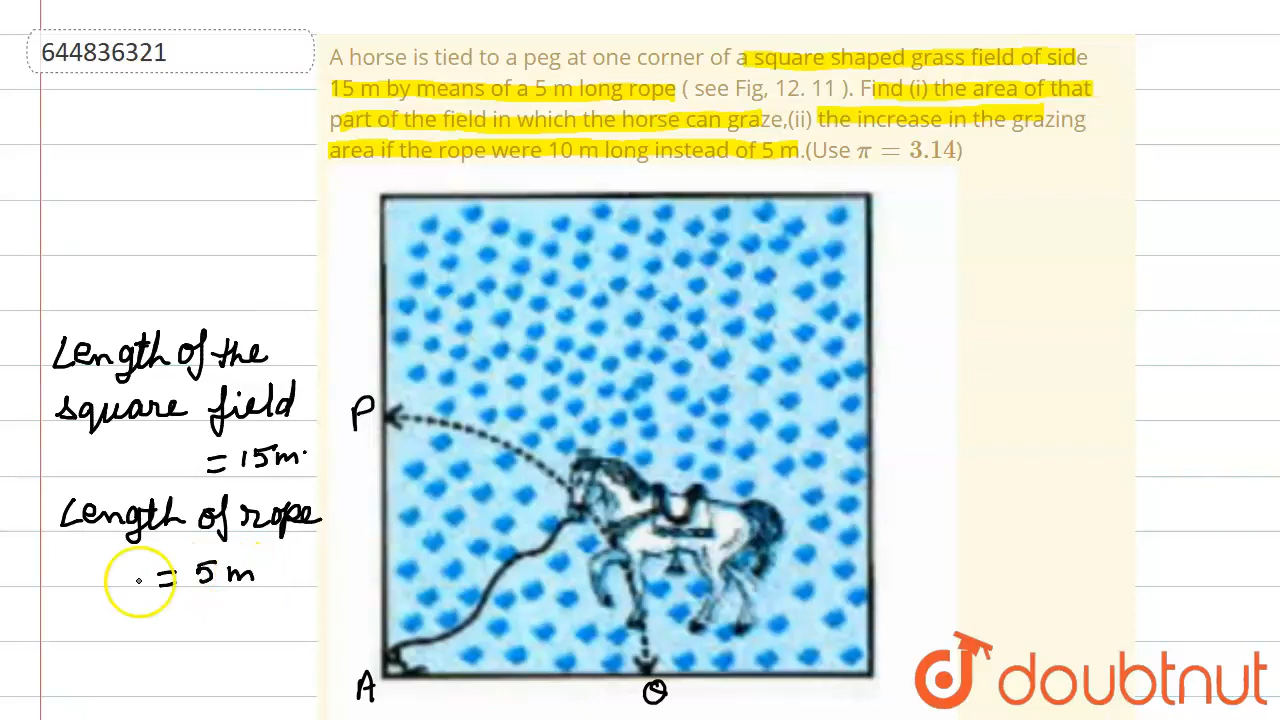 644836321
A horse is tied to a peg at one corner of a square shaped grass field of side
15 m by means of a 5 m long rope ( see Fig, 12. 11 ). Find (i) the area of that
part of the field in which the horse can graze,(ii) the increase in the grazing
area if the rope were 10 m long instead of 5 m.(Use π = 3.14)
Length of the
square field
= 15m.
Length of rope
= 5 m
P
A
Q
doubtnut